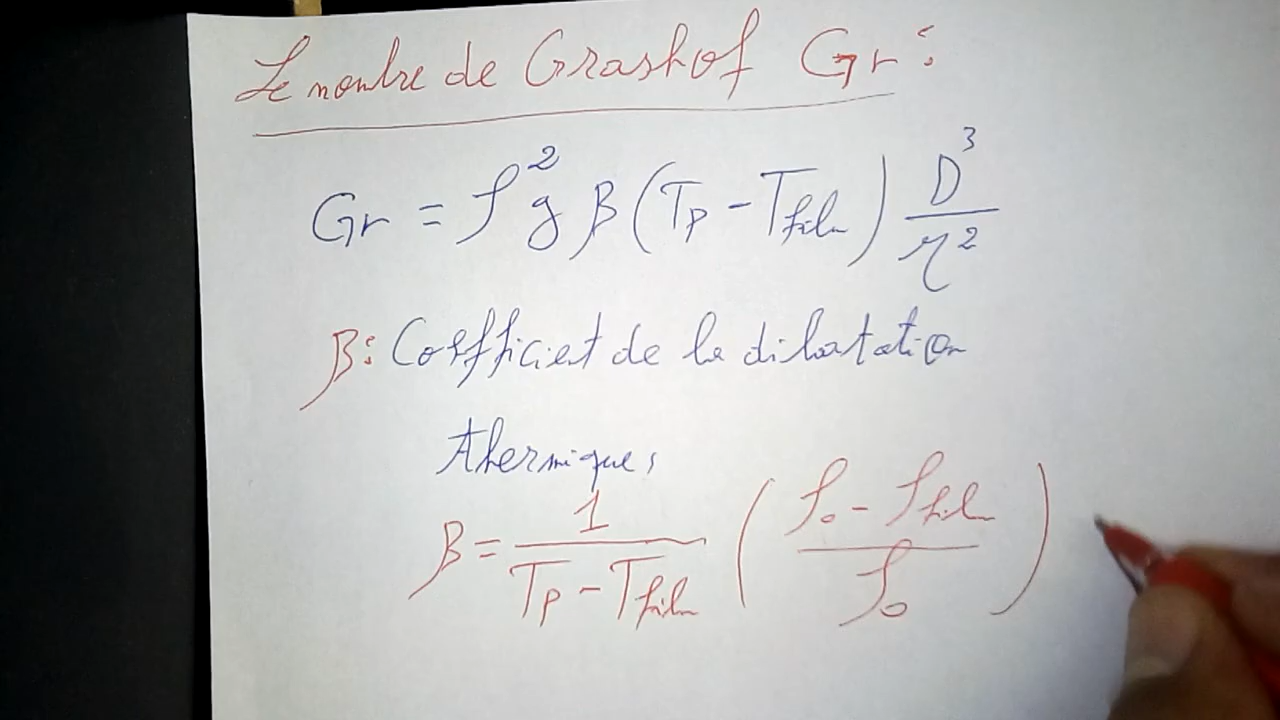 Le nombre de Grashof Gr :
Gr = ρ² g β (Tp - Tfilm) D³/η²
β : Coefficient de la dilatation
thermique,
β = 1/(Tp - Tfilm) ((ρ₀ - ρfilm)/ρ₀)